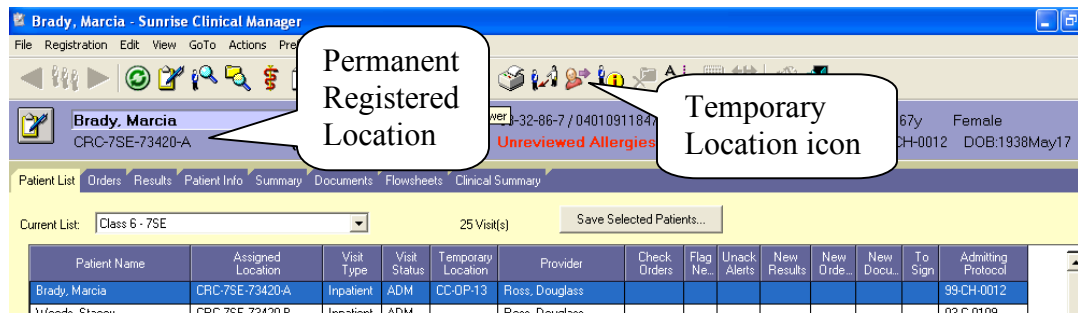 Brady, Marcia - Sunrise Clinical Manager
File Registration Edit View GoTo Actions
Permanent
Registered
Location
Temporary
Location icon
Brady, Marcia
67y Female
CRC-7SE-73420-A
Unreviewed Allergies
CH-0012 DOB:1938May17
Patient List Orders Results Patient Info Summary Documents Flowsheets Clinical Summary
Current List: Class 6 - 7SE 25 Visit(s) Save Selected Patients...
Patient Name Assigned Location Visit Type Visit Status Temporary Location Provider Check Orders Flag Ne... Unack Alerts New Results New Orde... New Docu... To Sign Admitting Protocol
Brady, Marcia CRC-7SE-73420-A Inpatient ADM CC-OP-13 Ross, Douglass 99-CH-0012